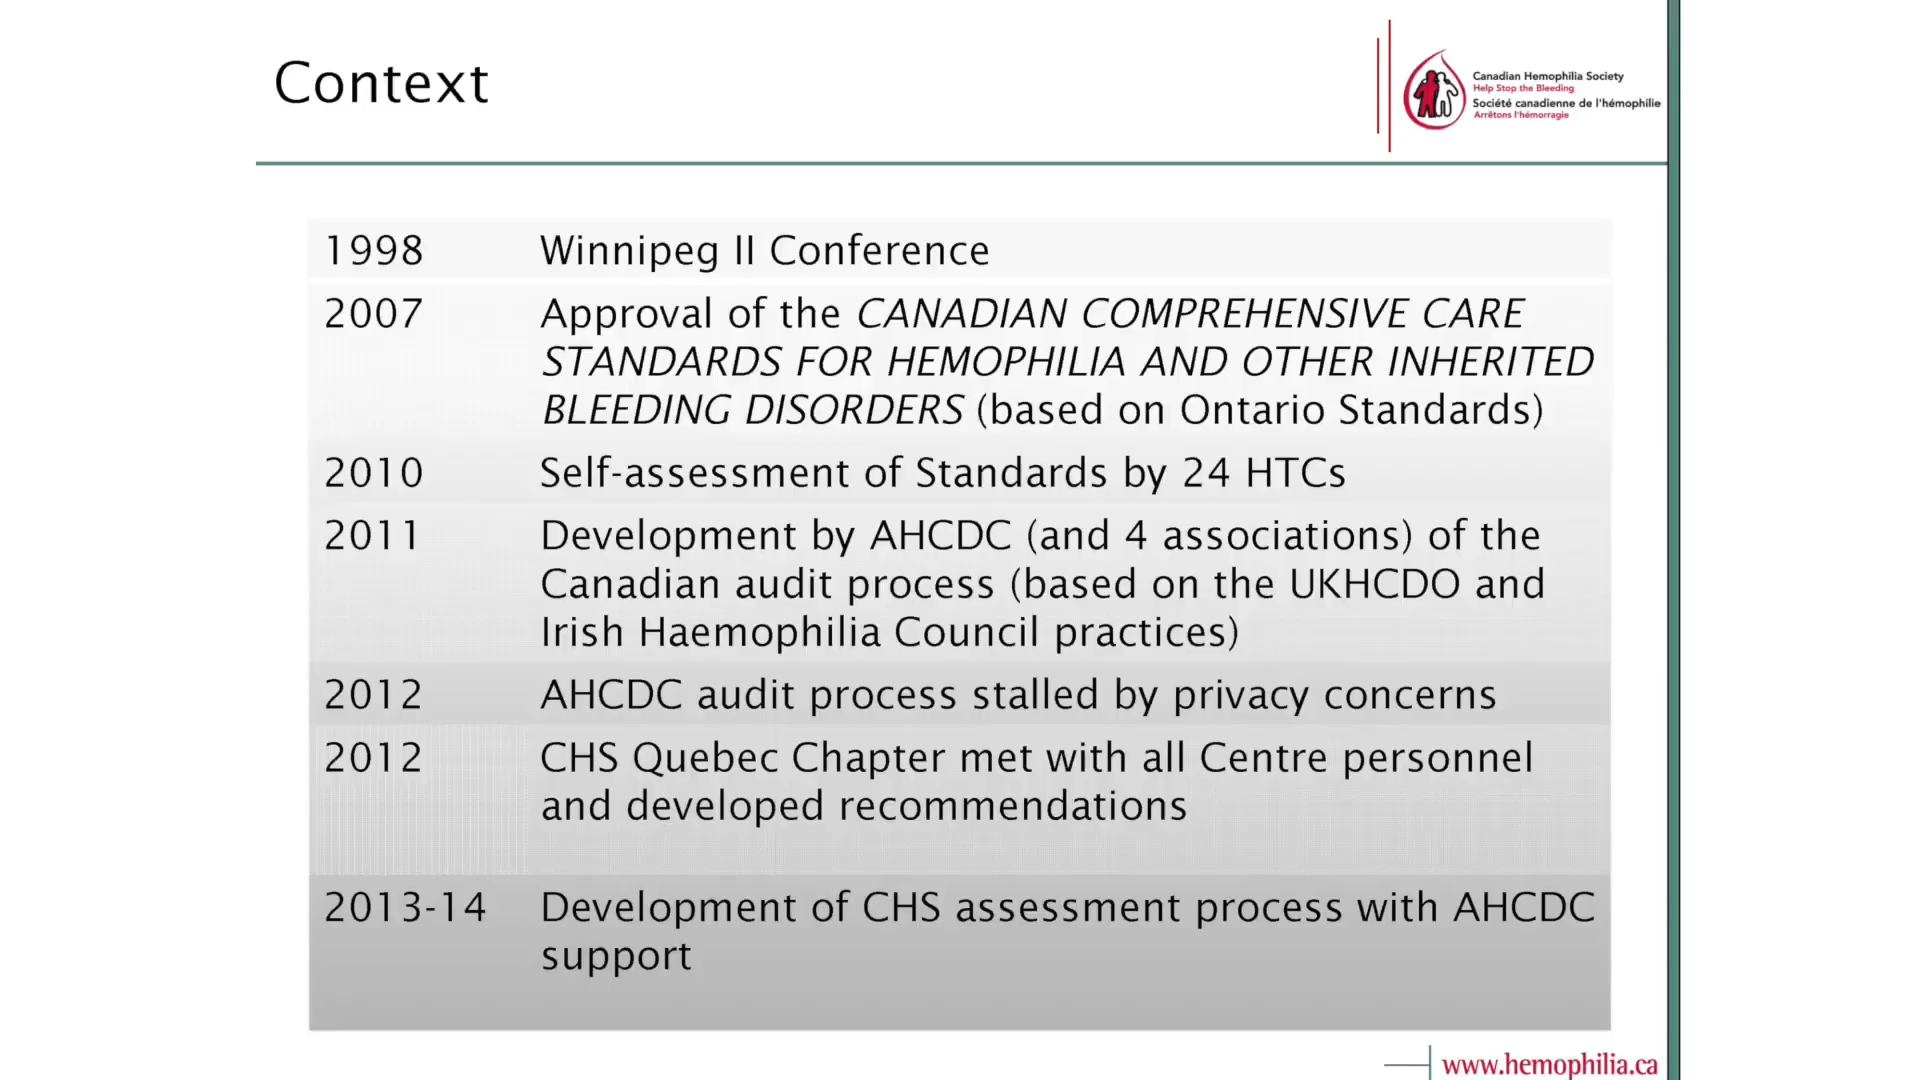 Context
Canadian Hemophilia Society
Help Stop the Bleeding
Société canadienne de l'hémophilie
Arrêtons l'hémorragie
1998 Winnipeg II Conference
2007 Approval of the CANADIAN COMPREHENSIVE CARE
STANDARDS FOR HEMOPHILIA AND OTHER INHERITED
BLEEDING DISORDERS (based on Ontario Standards)
2010 Self-assessment of Standards by 24 HTCs
2011 Development by AHCDC (and 4 associations) of the
Canadian audit process (based on the UKHCDO and
Irish Haemophilia Council practices)
2012 AHCDC audit process stalled by privacy concerns
2012 CHS Quebec Chapter met with all Centre personnel
and developed recommendations
2013-14 Development of CHS assessment process with AHCDC
support
www.hemophilia.ca